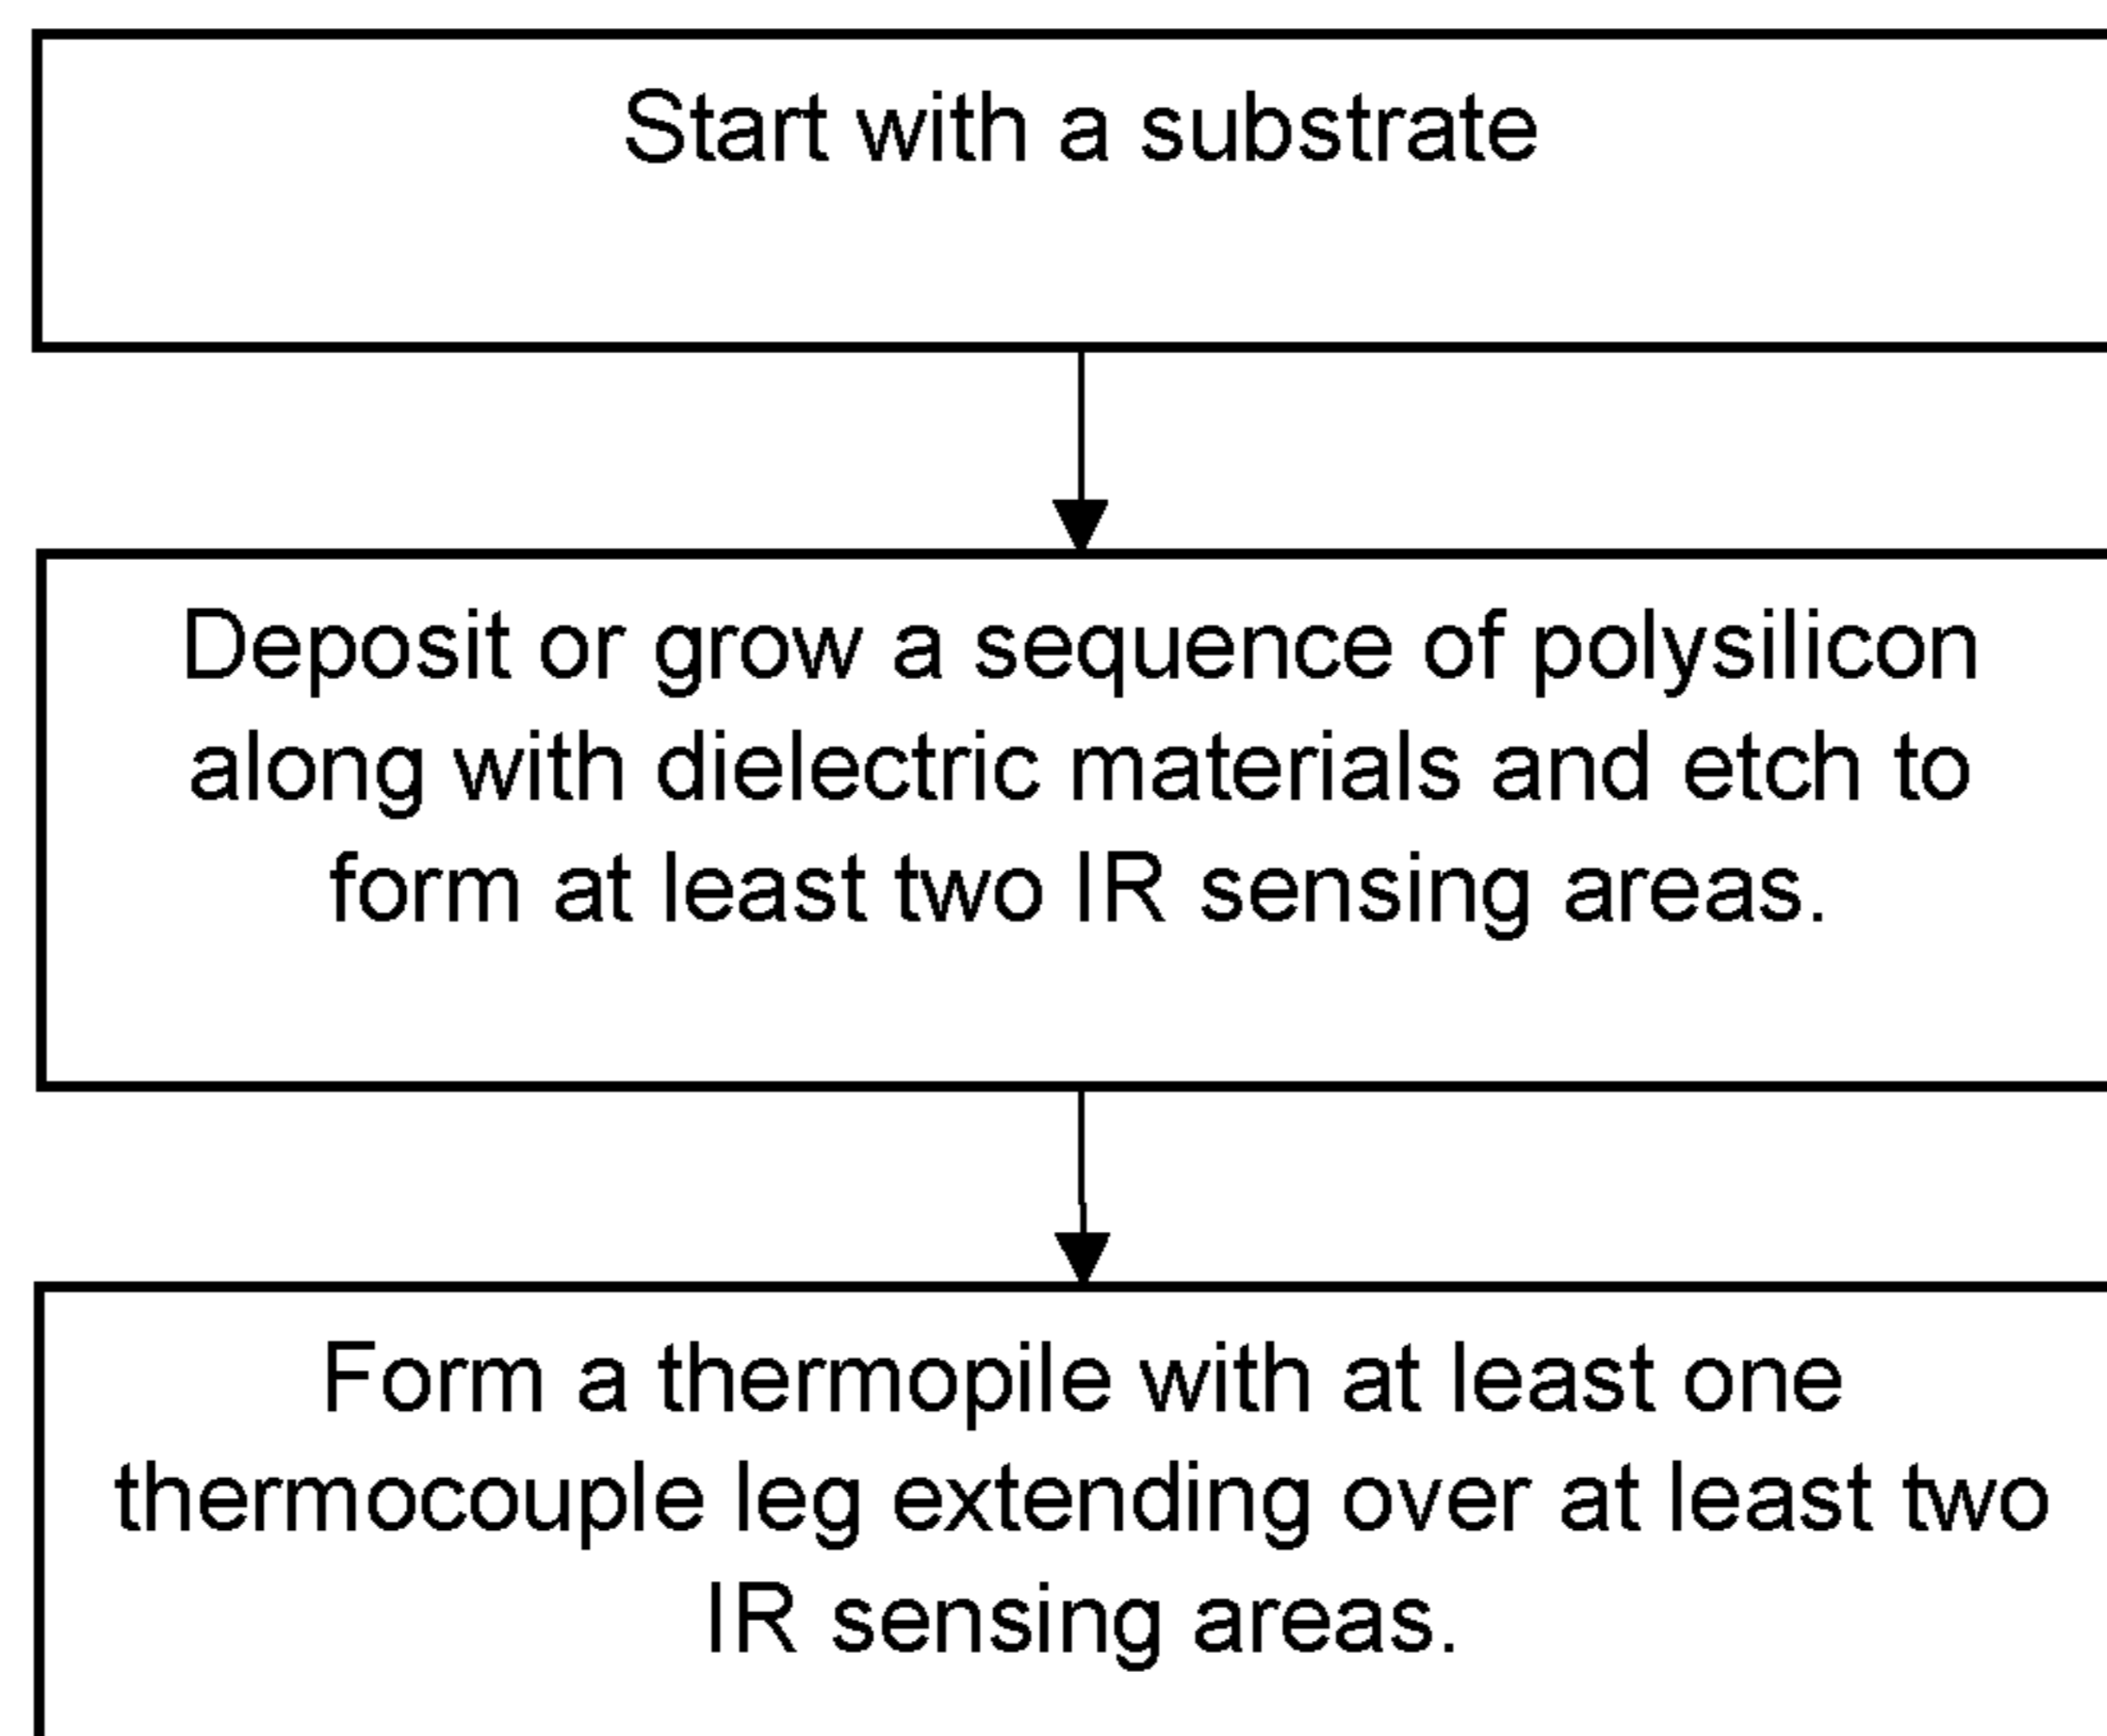 Start with a substrate
Deposit or grow a sequence of polysilicon
along with dielectric materials and etch to
form at least two IR sensing areas.
Form a thermopile with at least one
thermocouple leg extending over at least two
IR sensing areas.